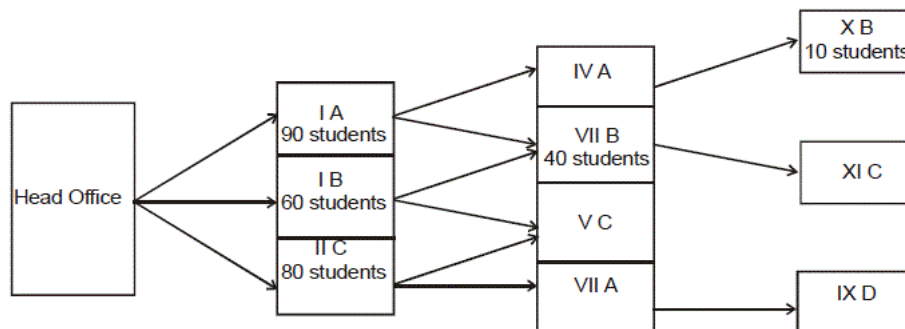 Head Office
I A
90 students
I B
60 students
II C
80 students
IV A
VII B
40 students
V C
VII A
X B
10 students
XI C
IX D